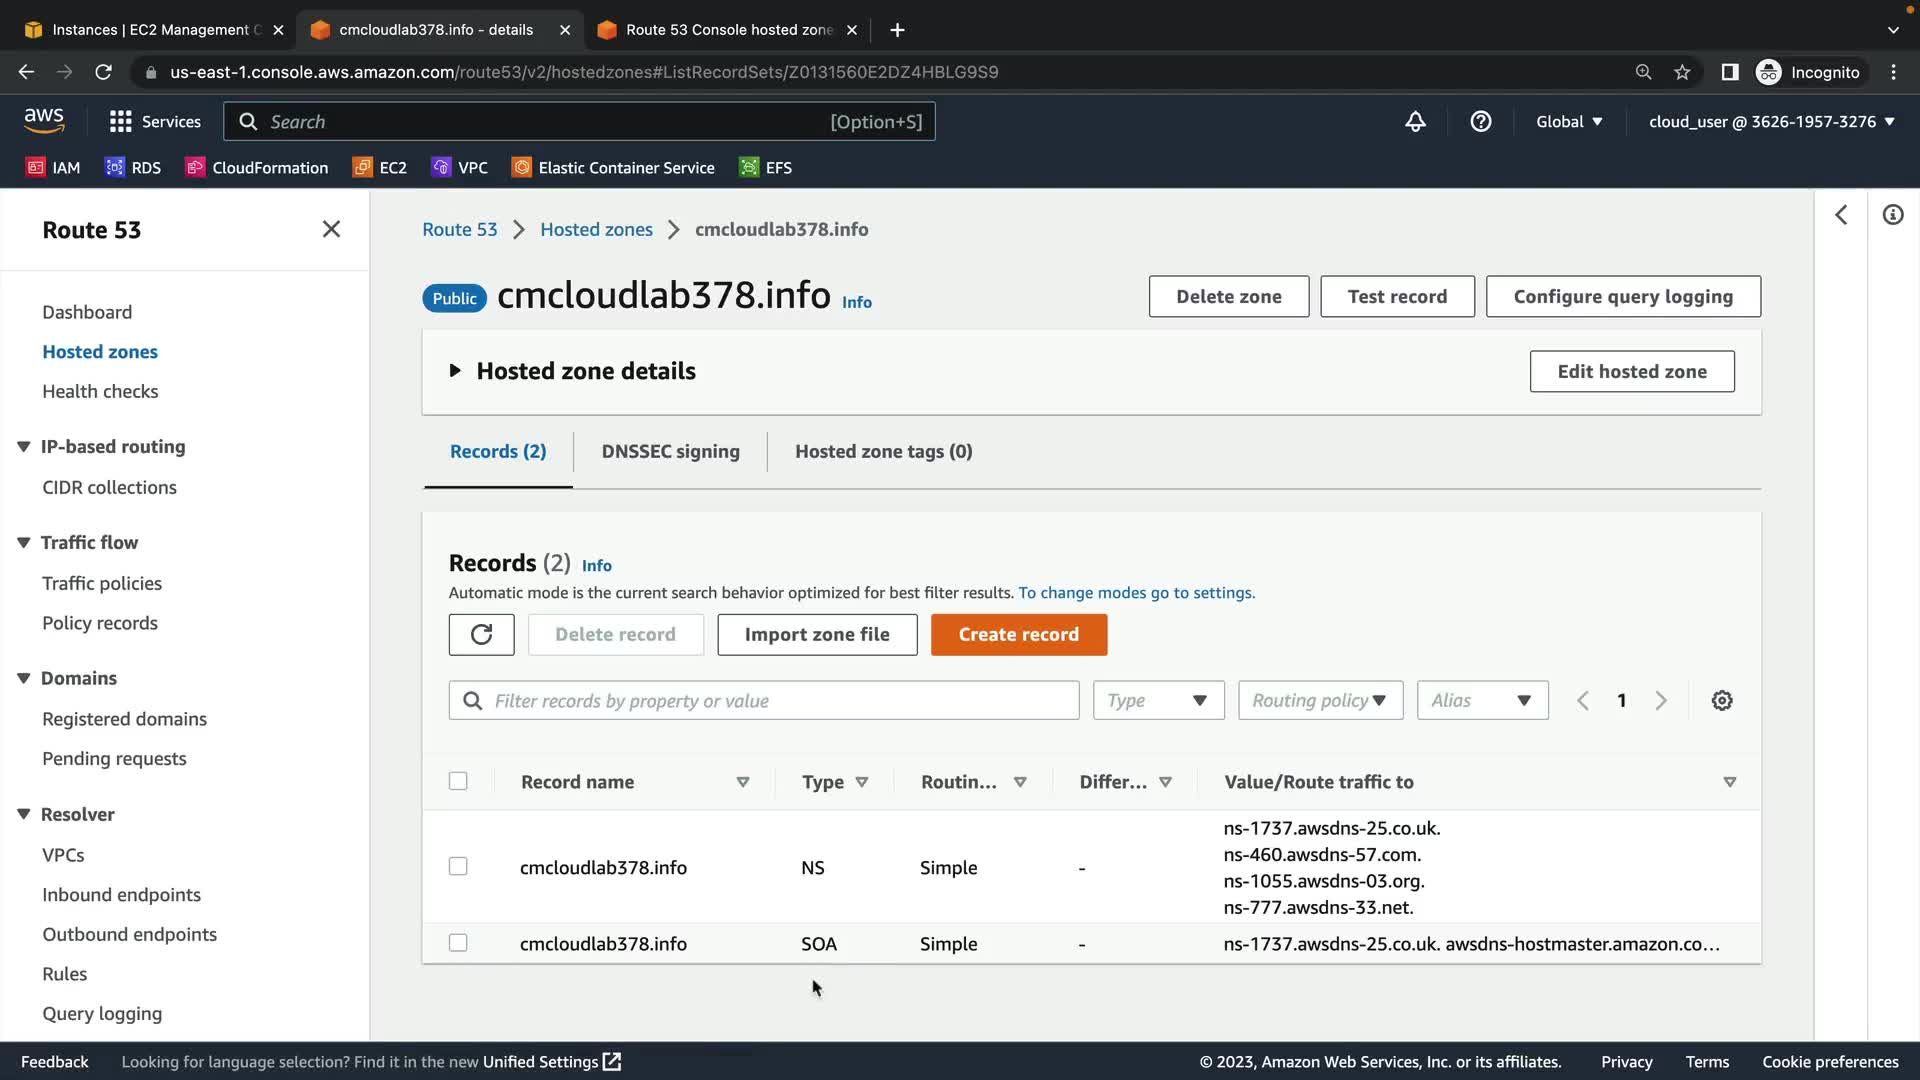 Instances | EC2 Management C
cmcloudlab378.info - details
Route 53 Console hosted zone
us-east-1.console.aws.amazon.com/route53/v2/hostedzones#ListRecordSets/Z0131560E2DZ4HBLG9S9
Incognito
aws
Services
Search
[Option+S]
Global
cloud_user @ 3626-1957-3276
IAM
RDS
CloudFormation
EC2
VPC
Elastic Container Service
EFS
Route 53
Dashboard
Hosted zones
Health checks
IP-based routing
CIDR collections
Traffic flow
Traffic policies
Policy records
Domains
Registered domains
Pending requests
Resolver
VPCs
Inbound endpoints
Outbound endpoints
Rules
Query logging
Route 53 > Hosted zones > cmcloudlab378.info
Public cmcloudlab378.info Info
Delete zone
Test record
Configure query logging
Hosted zone details
Edit hosted zone
Records (2)
DNSSEC signing
Hosted zone tags (0)
Records (2) Info
Automatic mode is the current search behavior optimized for best filter results. To change modes go to settings.
Delete record
Import zone file
Create record
Filter records by property or value
Type
Routing policy
Alias
1
Record name
Type
Routin...
Differ...
Value/Route traffic to
cmcloudlab378.info
NS
Simple
-
ns-1737.awsdns-25.co.uk.
ns-460.awsdns-57.com.
ns-1055.awsdns-03.org.
ns-777.awsdns-33.net.
cmcloudlab378.info
SOA
Simple
-
ns-1737.awsdns-25.co.uk. awsdns-hostmaster.amazon.co...
Feedback
Looking for language selection? Find it in the new Unified Settings
© 2023, Amazon Web Services, Inc. or its affiliates.
Privacy
Terms
Cookie preferences